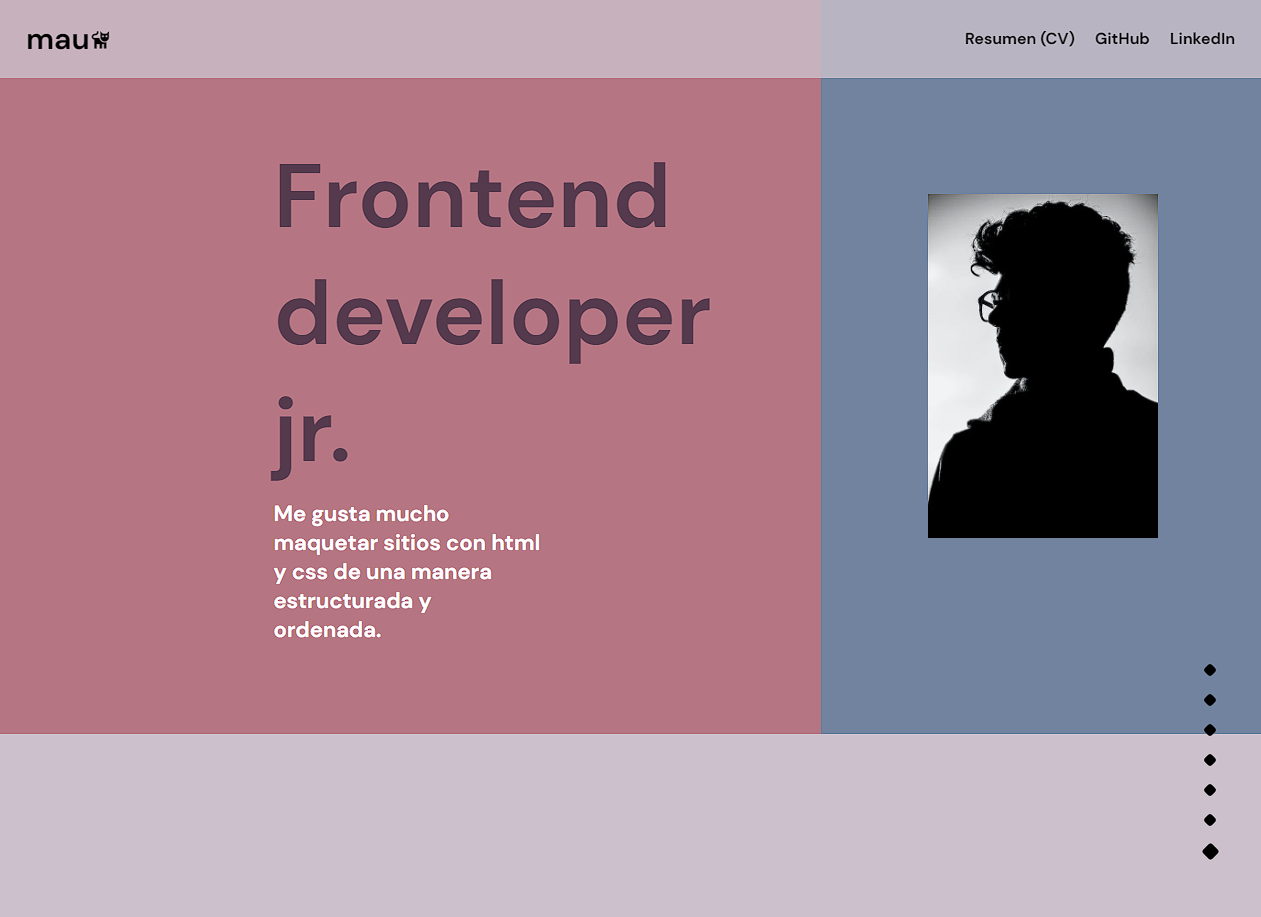 mau
Resumen (CV) GitHub LinkedIn
Frontend
developer
jr.
Me gusta mucho
maquetar sitios con html
y css de una manera
estructurada y
ordenada.